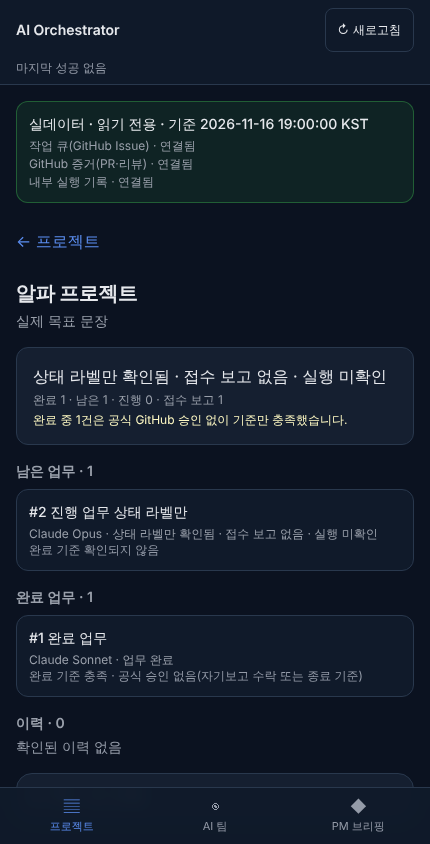 AI Orchestrator
↻ 새로고침
마지막 성공 없음
실데이터 · 읽기 전용 · 기준 2026-11-16 19:00:00 KST
작업 큐(GitHub Issue) · 연결됨
GitHub 증거(PR·리뷰) · 연결됨
내부 실행 기록 · 연결됨
← 프로젝트
알파 프로젝트
실제 목표 문장
상태 라벨만 확인됨 · 접수 보고 없음 · 실행 미확인
완료 1 · 남은 1 · 진행 0 · 접수 보고 1
완료 중 1건은 공식 GitHub 승인 없이 기준만 충족했습니다.
남은 업무 · 1
#2 진행 업무 상태 라벨만
Claude Opus · 상태 라벨만 확인됨 · 접수 보고 없음 · 실행 미확인
완료 기준 확인되지 않음
완료 업무 · 1
#1 완료 업무
Claude Sonnet · 업무 완료
완료 기준 충족 · 공식 승인 없음(자기보고 수락 또는 종료 기준)
이력 · 0
확인된 이력 없음
프로젝트
AI 팀
PM 브리핑